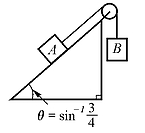 A
B
θ = sin⁻¹ 3/4